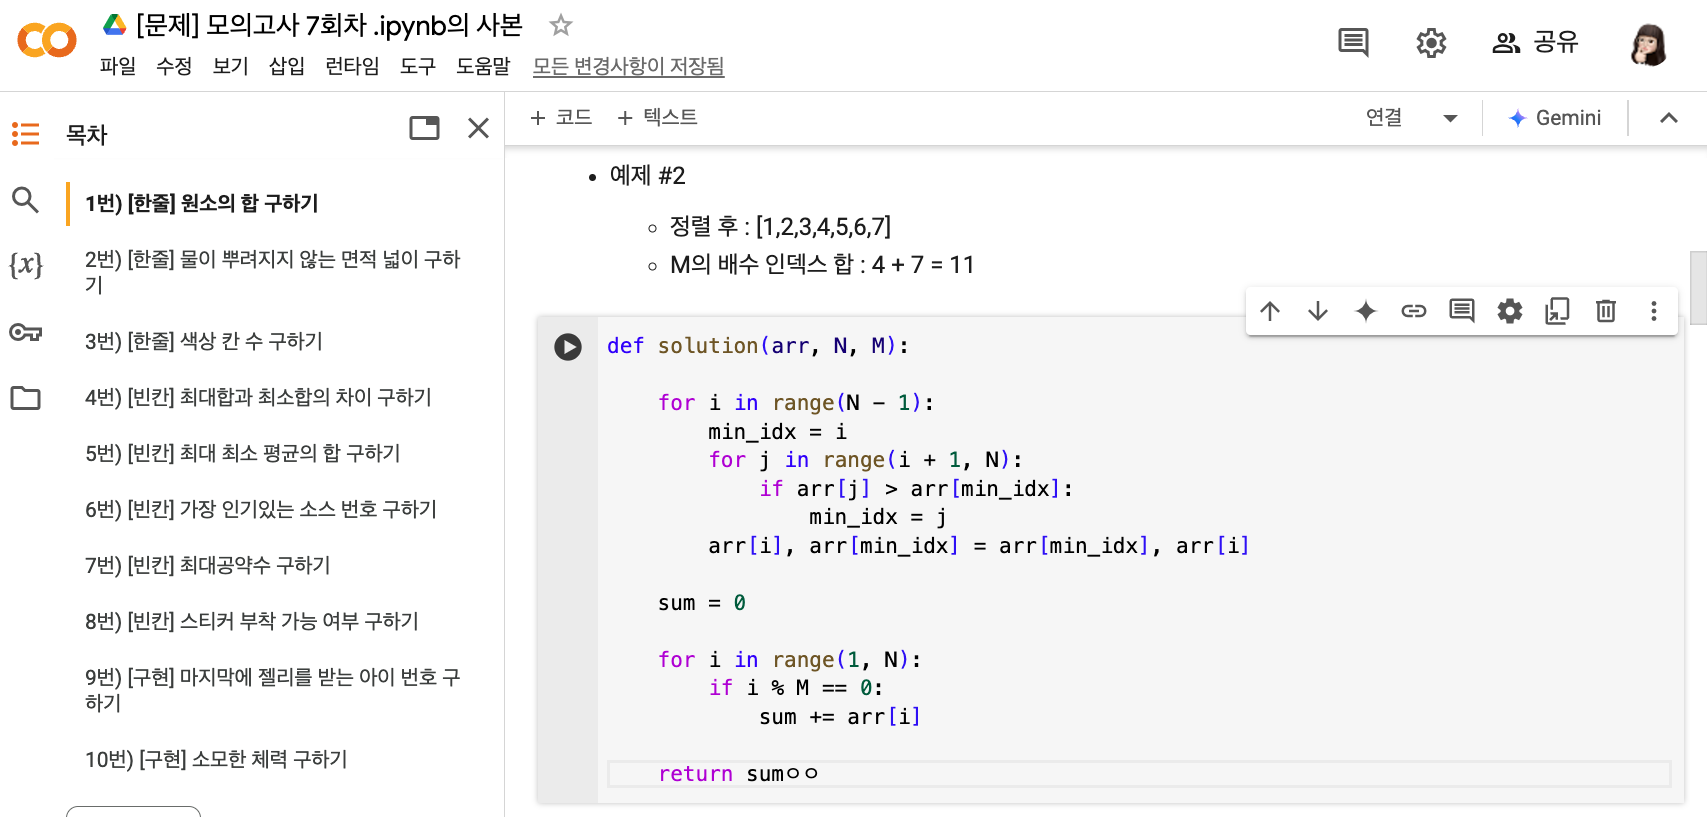 [문제] 모의고사 7회차 .ipynb의 사본
파일 수정 보기 삽입 런타임 도구 도움말 모든 변경사항이 저장됨
공유
목차
1번) [한줄] 원소의 합 구하기
2번) [한줄] 물이 뿌려지지 않는 면적 넓이 구하
기
3번) [한줄] 색상 칸 수 구하기
4번) [빈칸] 최대합과 최소합의 차이 구하기
5번) [빈칸] 최대 최소 평균의 합 구하기
6번) [빈칸] 가장 인기있는 소스 번호 구하기
7번) [빈칸] 최대공약수 구하기
8번) [빈칸] 스티커 부착 가능 여부 구하기
9번) [구현] 마지막에 젤리를 받는 아이 번호 구
하기
10번) [구현] 소모한 체력 구하기
+ 코드 + 텍스트
연결
Gemini
• 예제 #2
◦ 정렬 후 : [1,2,3,4,5,6,7]
◦ M의 배수 인덱스 합 : 4 + 7 = 11
def solution(arr, N, M):
    for i in range(N - 1):
        min_idx = i
        for j in range(i + 1, N):
            if arr[j] > arr[min_idx]:
                min_idx = j
        arr[i], arr[min_idx] = arr[min_idx], arr[i]
    sum = 0
    for i in range(1, N):
        if i % M == 0:
            sum += arr[i]
    return sumㅇㅇ